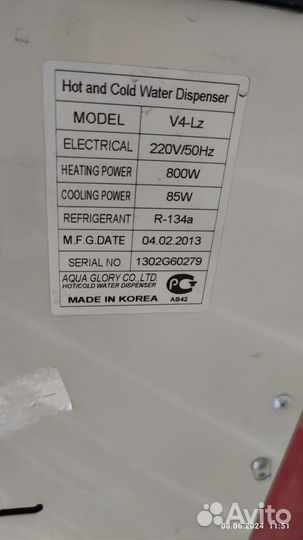 Hot and Cold Water Dispenser
MODEL V4-Lz
ELECTRICAL 220V/50Hz
HEATING POWER 800W
COOLING POWER 85W
REFRIGERANT R-134a
M.F.G.DATE 04.02.2013
SERIAL NO. 1302G60279
AQUA GLORY CO.,LTD.
HOT/COLD WATER DISPENSER
MADE IN KOREA
РСТ
АВ42
08.06.2024 11:51
Avito